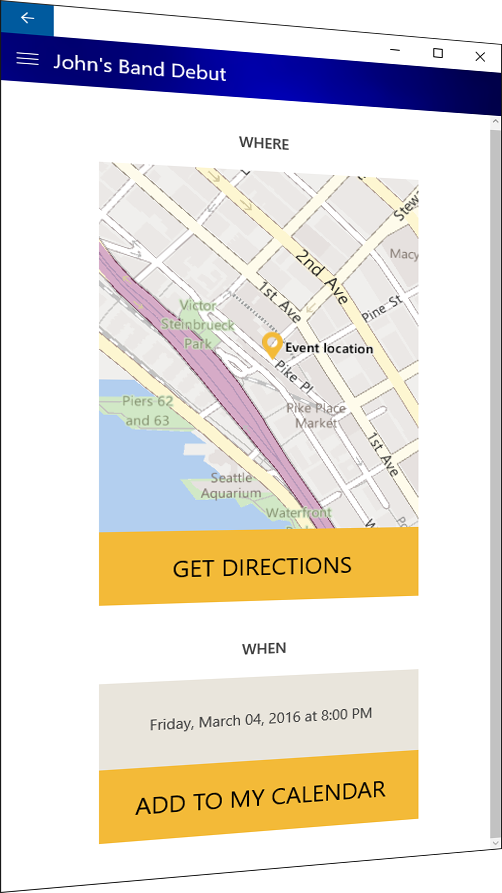 John's Band Debut
WHERE
Stewa
Macy
2nd Ave
1st Ave
Pine St
Victor
Steinbrueck
Park
Event location
Pike Pl
Piers 62
and 63
Pike Place
Market
1st Ave
Seattle
Aquarium
Waterfront
GET DIRECTIONS
WHEN
Friday, March 04, 2016 at 8:00 PM
ADD TO MY CALENDAR